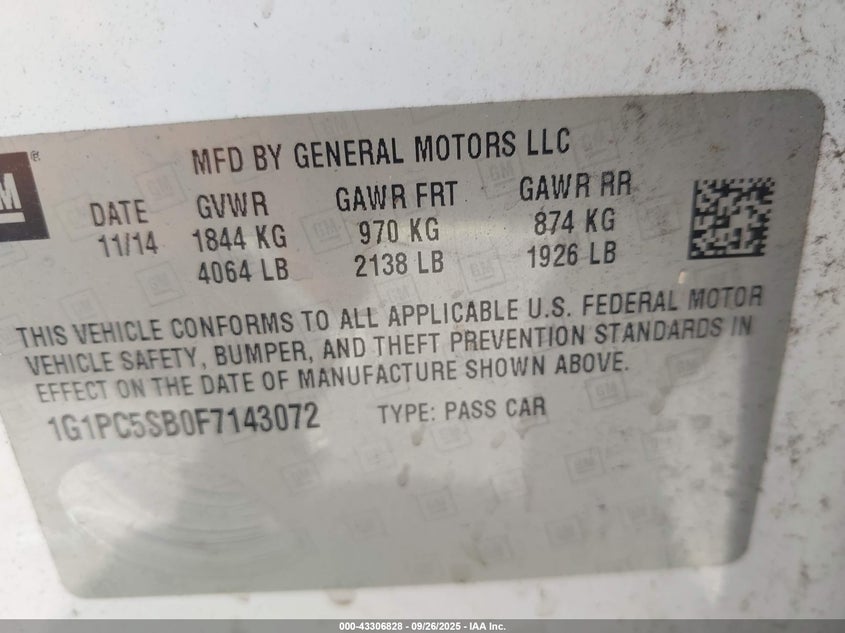 GM®
MFD BY GENERAL MOTORS LLC
DATE GVWR GAWR FRT GAWR RR
11/14 1844 KG 970 KG 874 KG
4064 LB 2138 LB 1926 LB
THIS VEHICLE CONFORMS TO ALL APPLICABLE U.S. FEDERAL MOTOR
VEHICLE SAFETY, BUMPER, AND THEFT PREVENTION STANDARDS IN
EFFECT ON THE DATE OF MANUFACTURE SHOWN ABOVE.
1G1PC5SB0F7143072 TYPE: PASS CAR
000-43306828 - 09/26/2025 - IAA Inc.